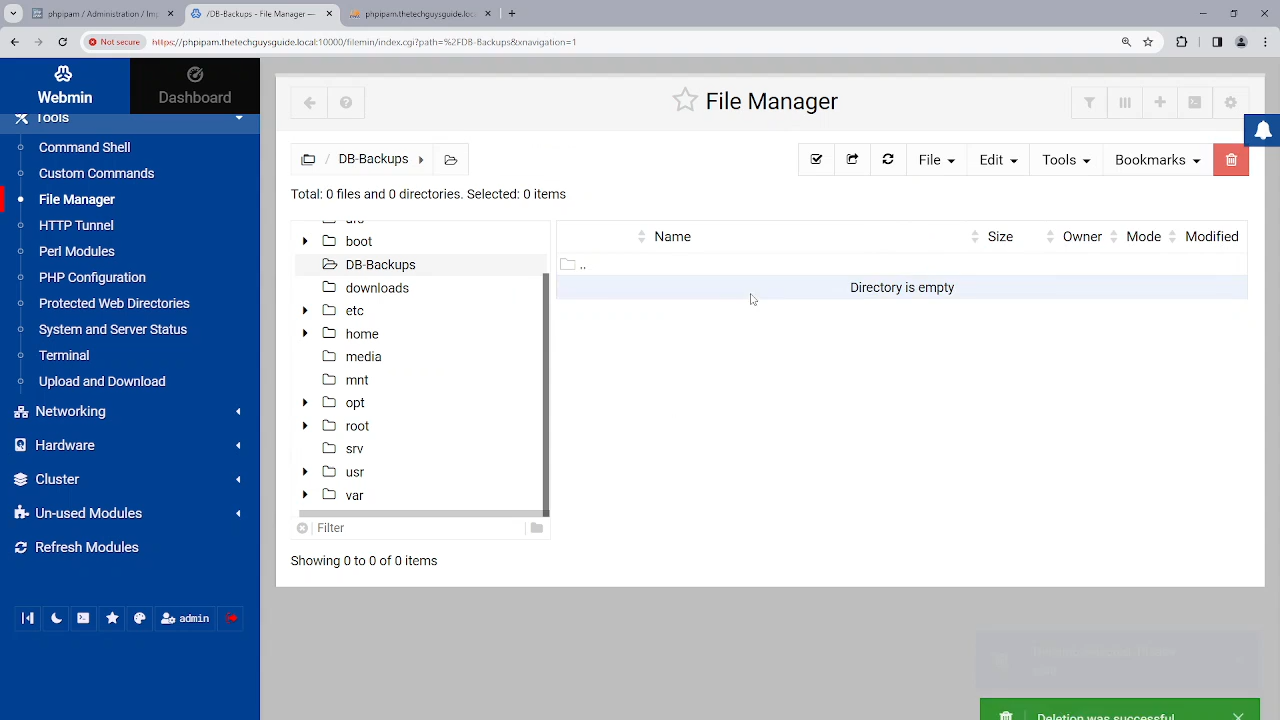 phpipam / Administration / Ima
/DB-Backups - File Manager —
phpipam.thetechguysguide.local:
Not secure
https://phpipam.thetechguysguide.local:10000/filemin/index.cgi?path=%2FDB-Backups&xnavigation=1
Webmin
Dashboard
Tools
Command Shell
Custom Commands
File Manager
HTTP Tunnel
Perl Modules
PHP Configuration
Protected Web Directories
System and Server Status
Terminal
Upload and Download
Networking
Hardware
Cluster
Un-used Modules
Refresh Modules
admin
File Manager
/ DB-Backups
File
Edit
Tools
Bookmarks
Total: 0 files and 0 directories. Selected: 0 items
boot
DB-Backups
downloads
etc
home
media
mnt
opt
root
srv
usr
var
Filter
Name Size Owner Mode Modified
..
Directory is empty
Showing 0 to 0 of 0 items
Deletion was successful